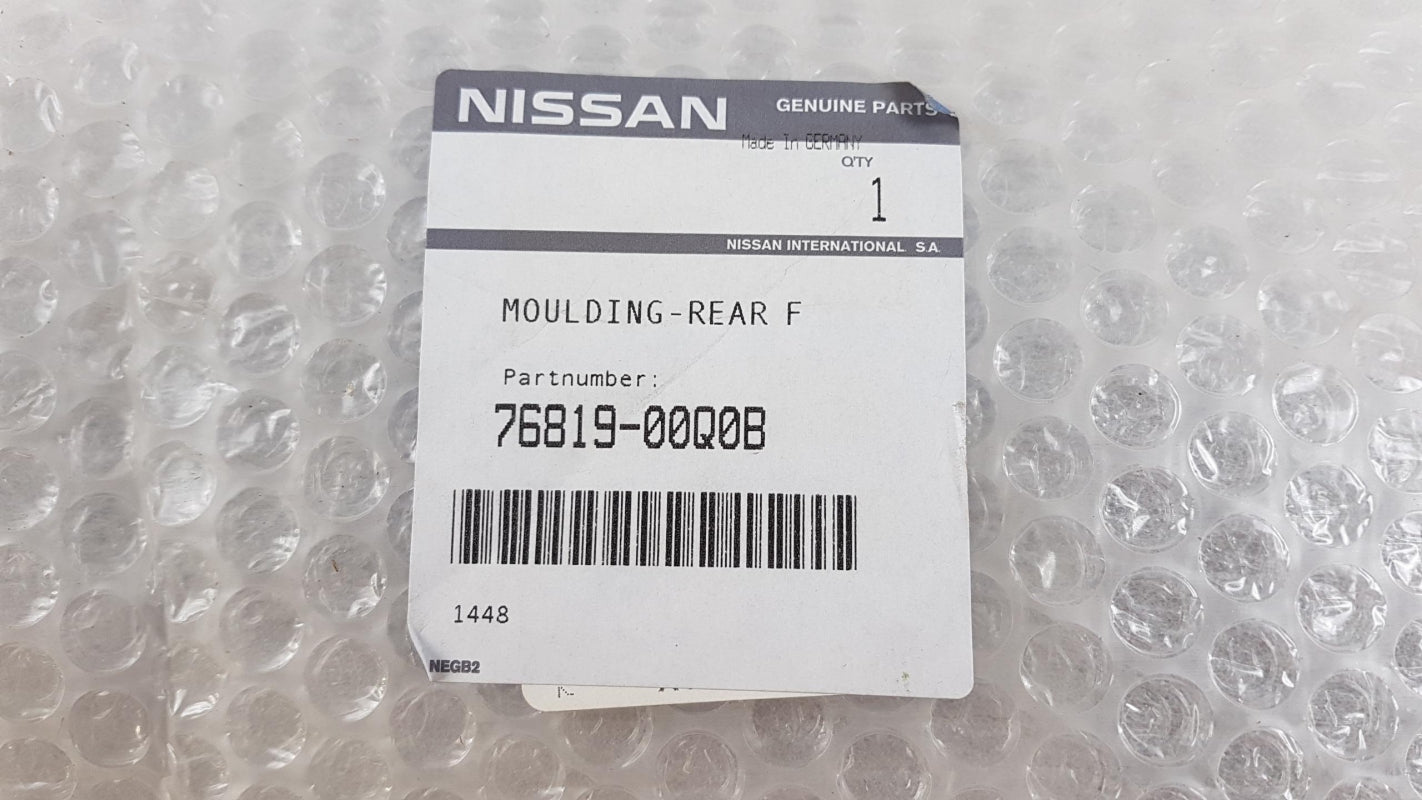 NISSAN GENUINE PARTS
Made In GERMANY
Q'TY
1
NISSAN INTERNATIONAL S.A.
MOULDING-REAR F
Partnumber:
76819-00Q0B
1448
NEGB2